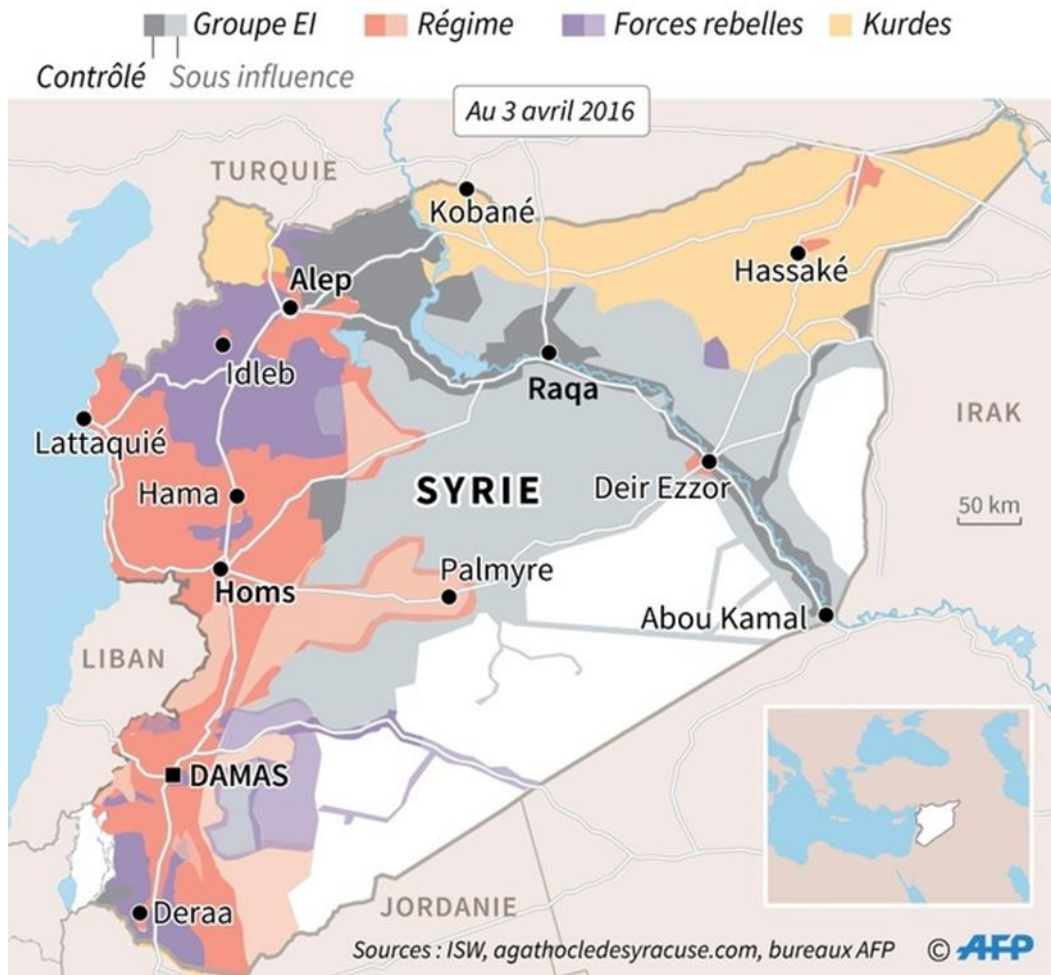 Groupe EI Régime Forces rebelles Kurdes
Contrôlé Sous influence
Au 3 avril 2016
TURQUIE
Kobané
Hassaké
Alep
Idleb
Raqa
IRAK
Lattaquié
SYRIE
Deir Ezzor
Hama
50 km
Palmyre
Homs
Abou Kamal
LIBAN
DAMAS
Deraa
JORDANIE
Sources : ISW, agathocledesyracuse.com, bureaux AFP © AFP